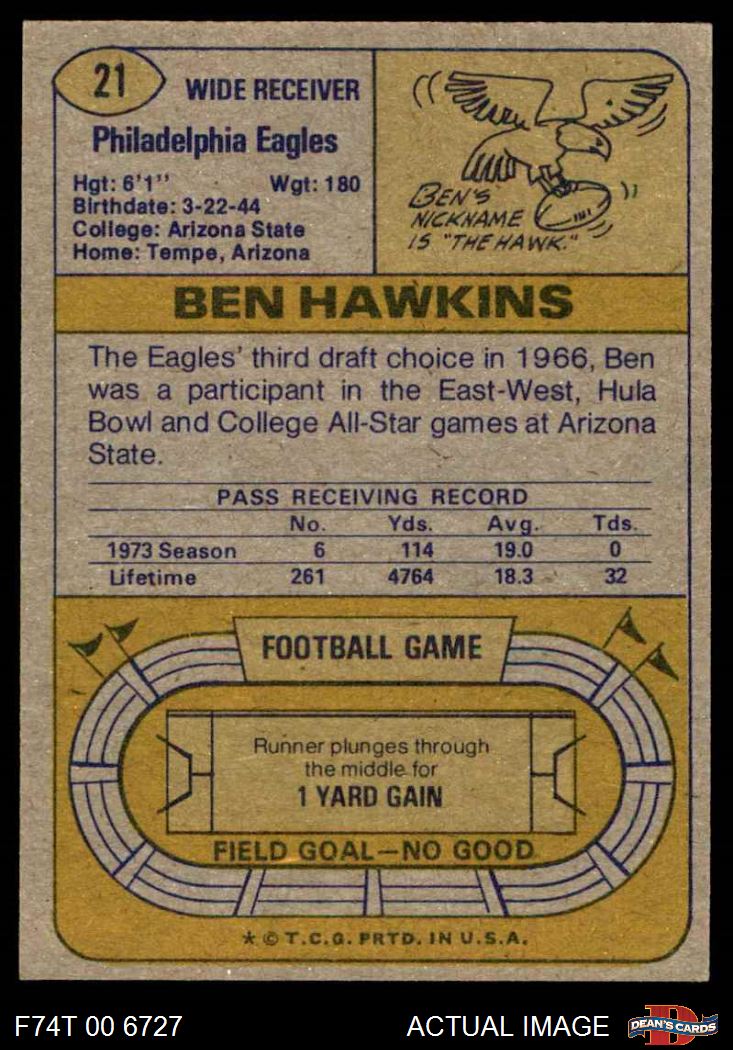 21
WIDE RECEIVER
Philadelphia Eagles
Hgt: 6'1" Wgt: 180
Birthdate: 3-22-44
College: Arizona State
Home: Tempe, Arizona
BEN'S
NICKNAME
IS "THE HAWK."
BEN HAWKINS
The Eagles' third draft choice in 1966, Ben
was a participant in the East-West, Hula
Bowl and College All-Star games at Arizona
State.
PASS RECEIVING RECORD
No. Yds. Avg. Tds.
1973 Season 6 114 19.0 0
Lifetime 261 4764 18.3 32
FOOTBALL GAME
Runner plunges through
the middle for
1 YARD GAIN
FIELD GOAL—NO GOOD
* © T.C.G. PRTD. IN U.S.A.
F74T 00 6727 ACTUAL IMAGE
D
DEAN'S CARDS